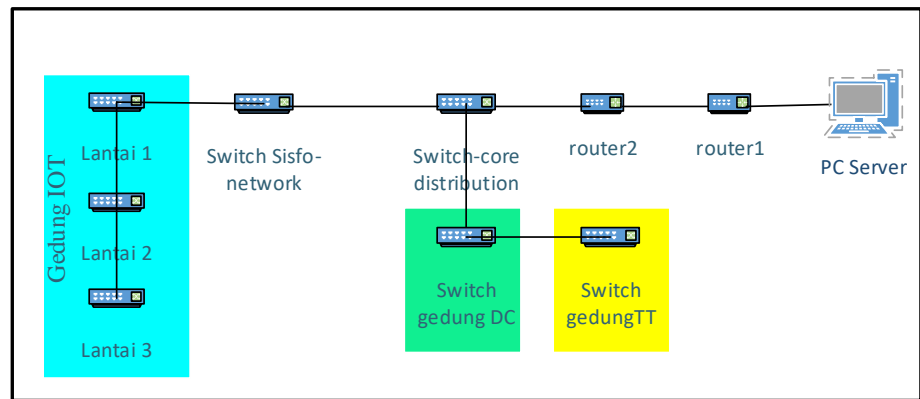 Gedung IOT
Lantai 1
Lantai 2
Lantai 3
Switch Sisfo-
network
Switch-core
distribution
router2
router1
PC Server
Switch
gedung DC
Switch
gedungTT